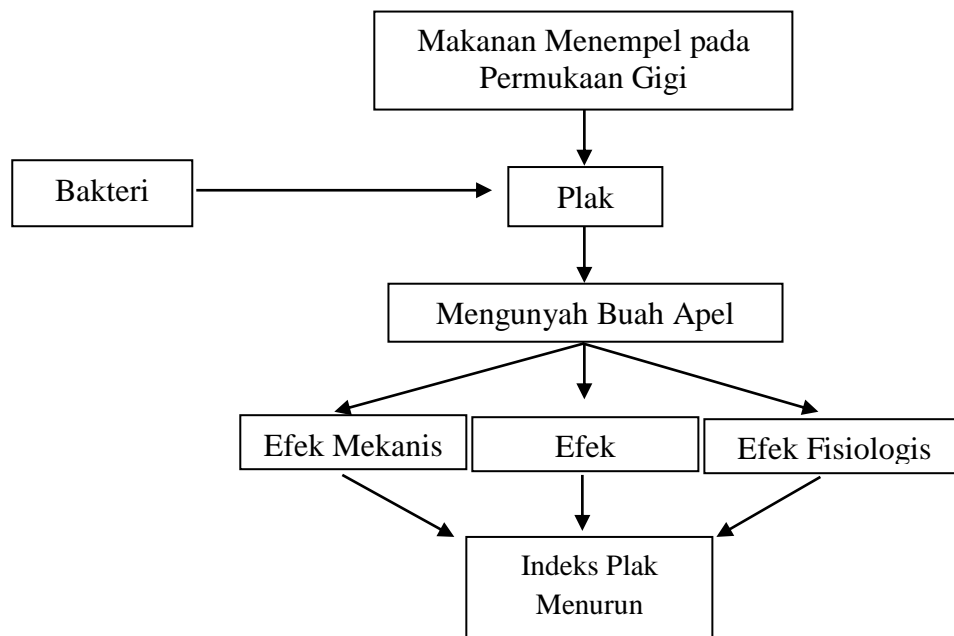 Makanan Menempel pada
Permukaan Gigi
Bakteri
Plak
Mengunyah Buah Apel
Efek Mekanis
Efek
Efek Fisiologis
Indeks Plak
Menurun